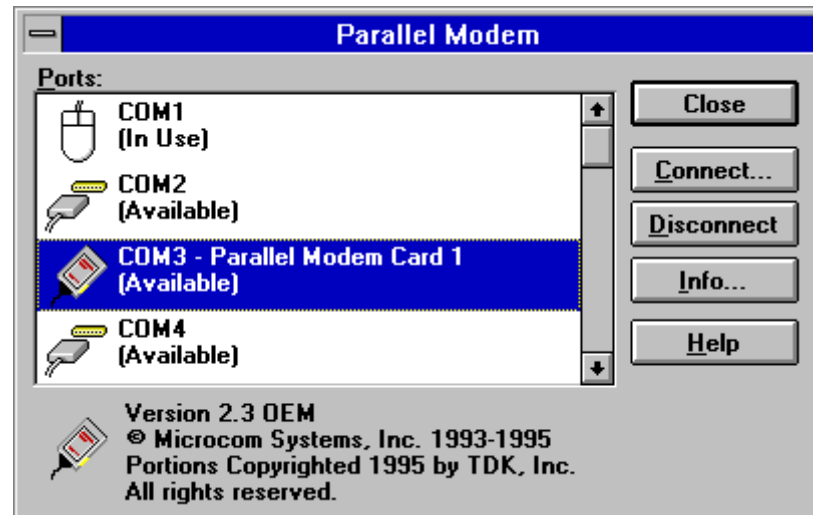 Parallel Modem
Ports:
COM1
(In Use)
COM2
(Available)
COM3 - Parallel Modem Card 1
(Available)
COM4
(Available)
Close
Connect...
Disconnect
Info...
Help
Version 2.3 OEM
© Microcom Systems, Inc. 1993-1995
Portions Copyrighted 1995 by TDK, Inc.
All rights reserved.